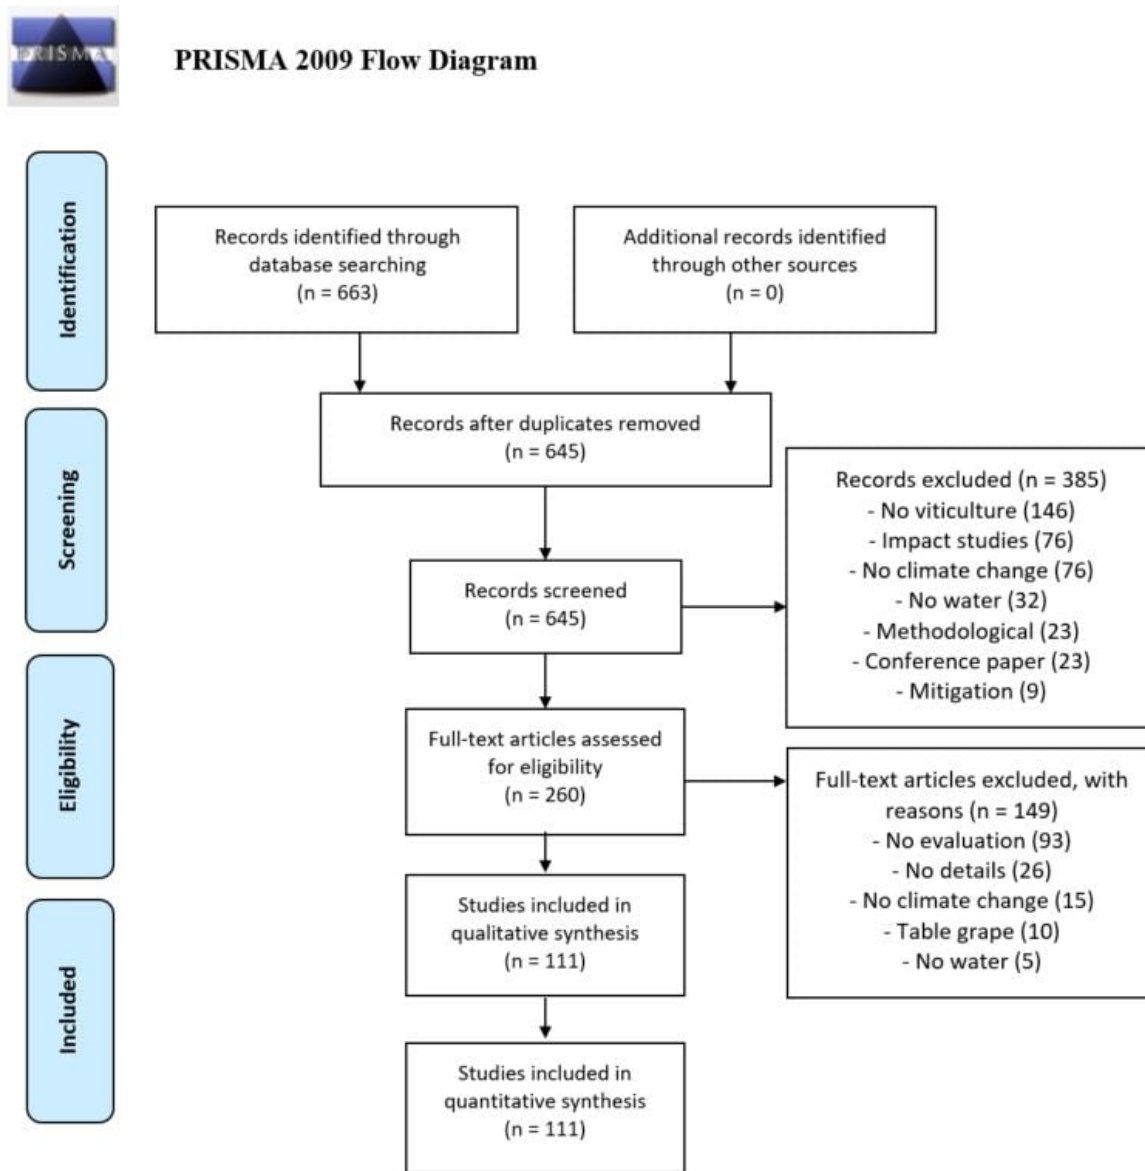 PRISMA
PRISMA 2009 Flow Diagram
Identification
Records identified through
database searching
(n = 663)
Additional records identified
through other sources
(n = 0)
Records after duplicates removed
(n = 645)
Screening
Records screened
(n = 645)
Records excluded (n = 385)
- No viticulture (146)
- Impact studies (76)
- No climate change (76)
- No water (32)
- Methodological (23)
- Conference paper (23)
- Mitigation (9)
Eligibility
Full-text articles assessed
for eligibility
(n = 260)
Full-text articles excluded, with
reasons (n = 149)
- No evaluation (93)
- No details (26)
- No climate change (15)
- Table grape (10)
- No water (5)
Included
Studies included in
qualitative synthesis
(n = 111)
Studies included in
quantitative synthesis
(n = 111)